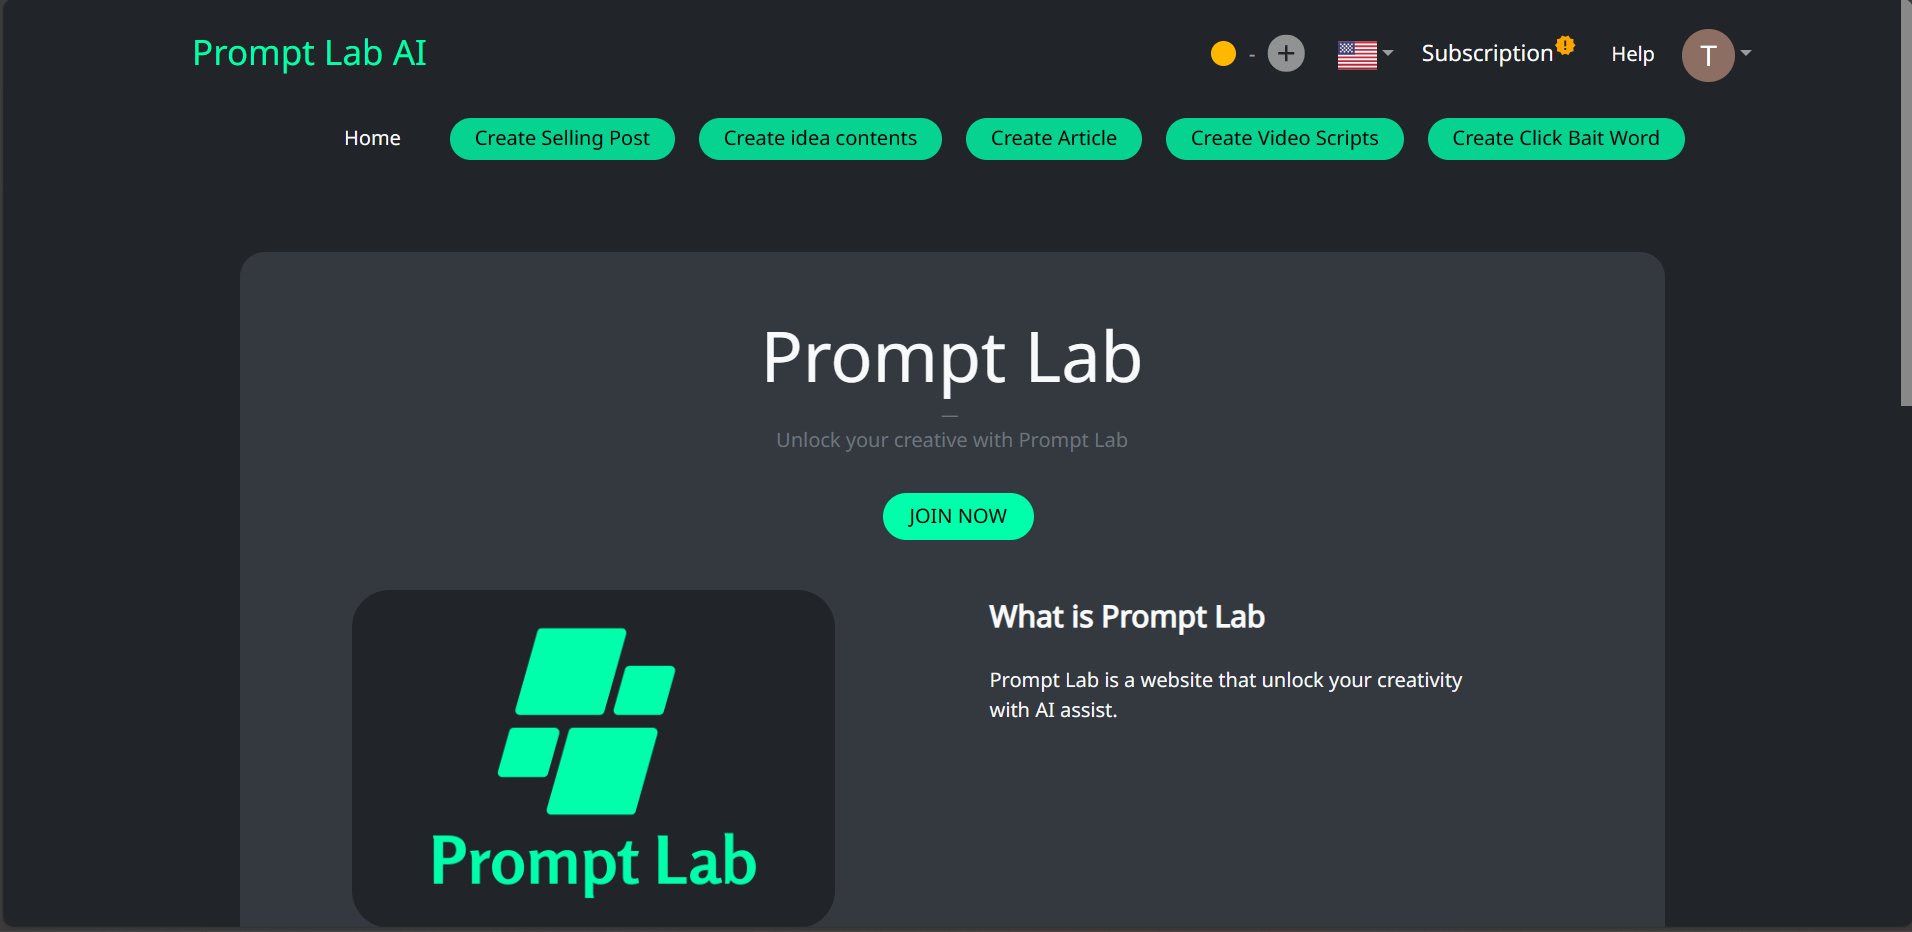 Prompt Lab AI
- + Subscription ! Help T
Home Create Selling Post Create idea contents Create Article Create Video Scripts Create Click Bait Word
Prompt Lab
—
Unlock your creative with Prompt Lab
JOIN NOW
Prompt Lab
What is Prompt Lab
Prompt Lab is a website that unlock your creativity
with AI assist.